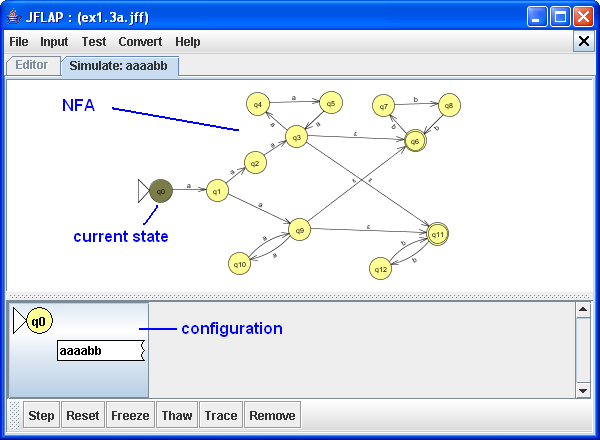 JFLAP : (ex1.3a.jff)
File Input Test Convert Help
Editor Simulate: aaaabb
NFA
q4 a q5
q7 b q8
a a
b b
q3 ε q6
a
q2
a
ε ε
q0 a q1
a
current state
q9 ε q11
a a
b b
q10
q12
q0
aaaabb
configuration
Step Reset Freeze Thaw Trace Remove